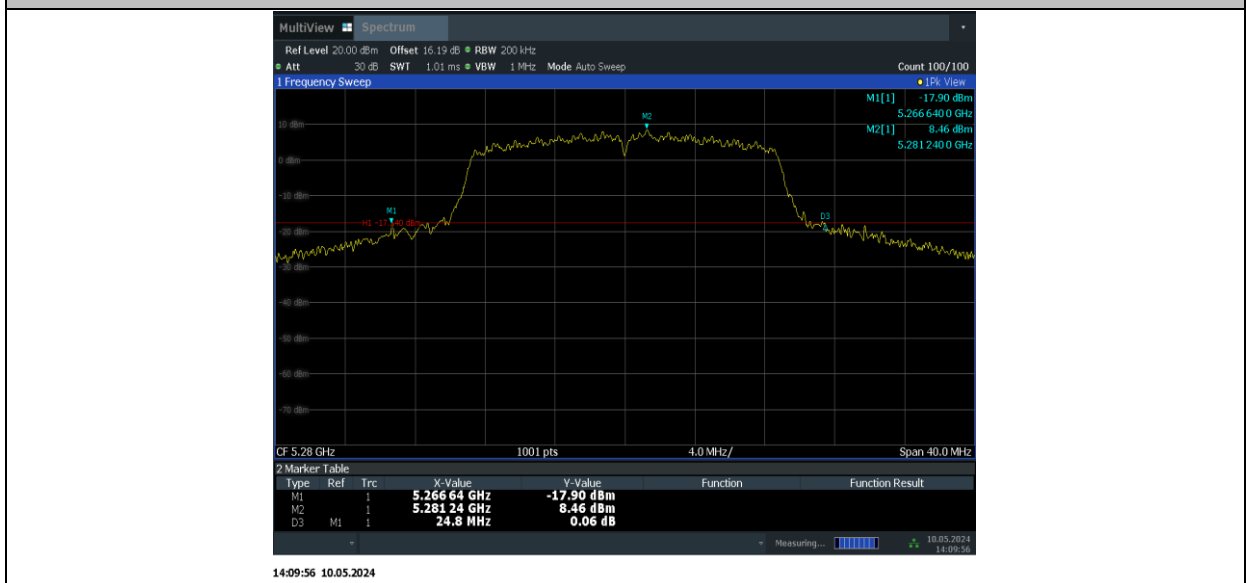 MultiView Spectrum
Ref Level 20.00 dBm Offset 16.19 dB RBW 200 kHz
Att 30 dB SWT 1.01 ms VBW 1 MHz Mode Auto Sweep Count 100/100
1 Frequency Sweep 1Pk View
M1[1] -17.90 dBm
5.266 640 0 GHz
M2
10 dBm M2[1] 8.46 dBm
5.281 240 0 GHz
0 dBm
-10 dBm
M1
D3
H1 -17.540 dBm
-20 dBm
-30 dBm
-40 dBm
-50 dBm
-60 dBm
-70 dBm
CF 5.28 GHz 1001 pts 4.0 MHz/ Span 40.0 MHz
2 Marker Table
Type Ref Trc X-Value Y-Value Function Function Result
M1 1 5.266 64 GHz -17.90 dBm
M2 1 5.281 24 GHz 8.46 dBm
D3 M1 1 24.8 MHz 0.06 dB
Measuring... 10.05.2024
14:09:56
14:09:56 10.05.2024